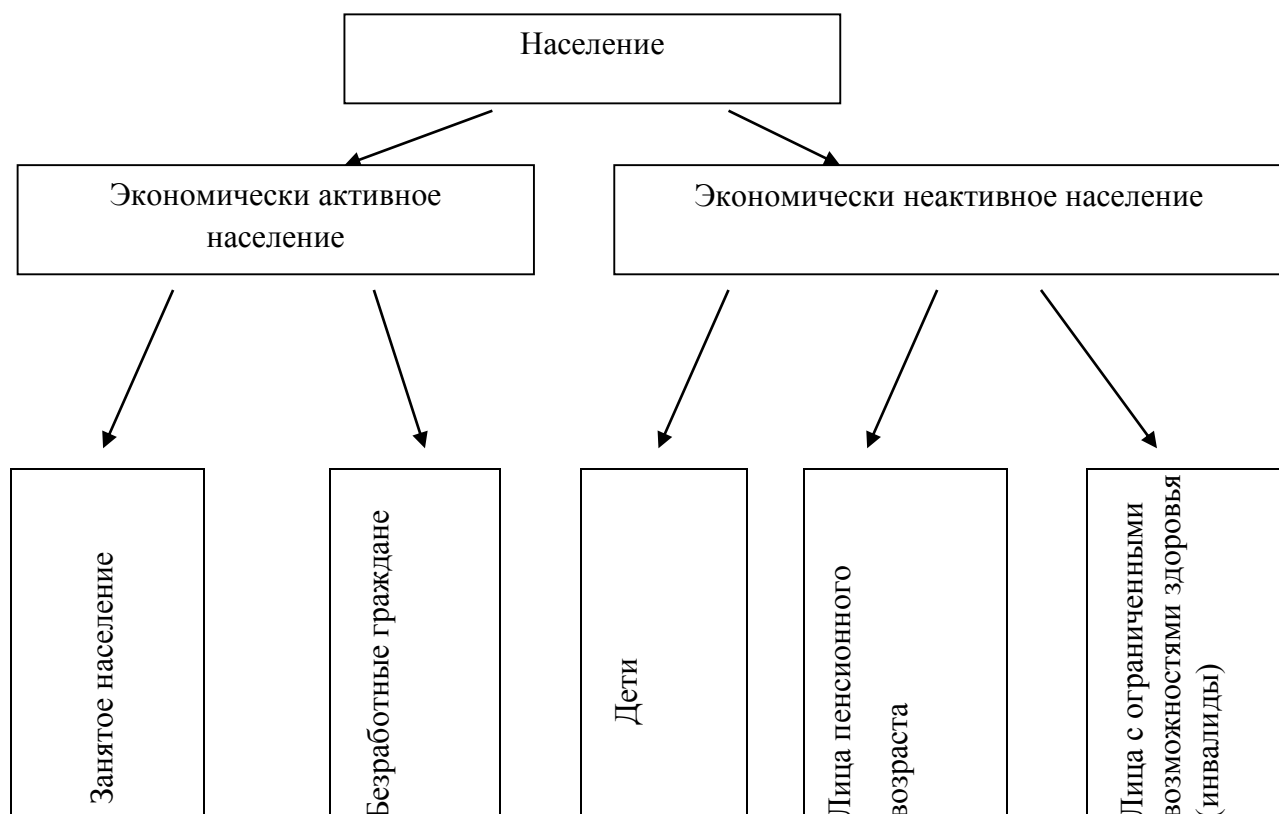 Население
Экономически активное
население
Экономически неактивное население
Занятое население
Безработные граждане
Дети
Лица пенсионного
возраста
Лица с ограниченными
возможностями здоровья
(инвалиды)